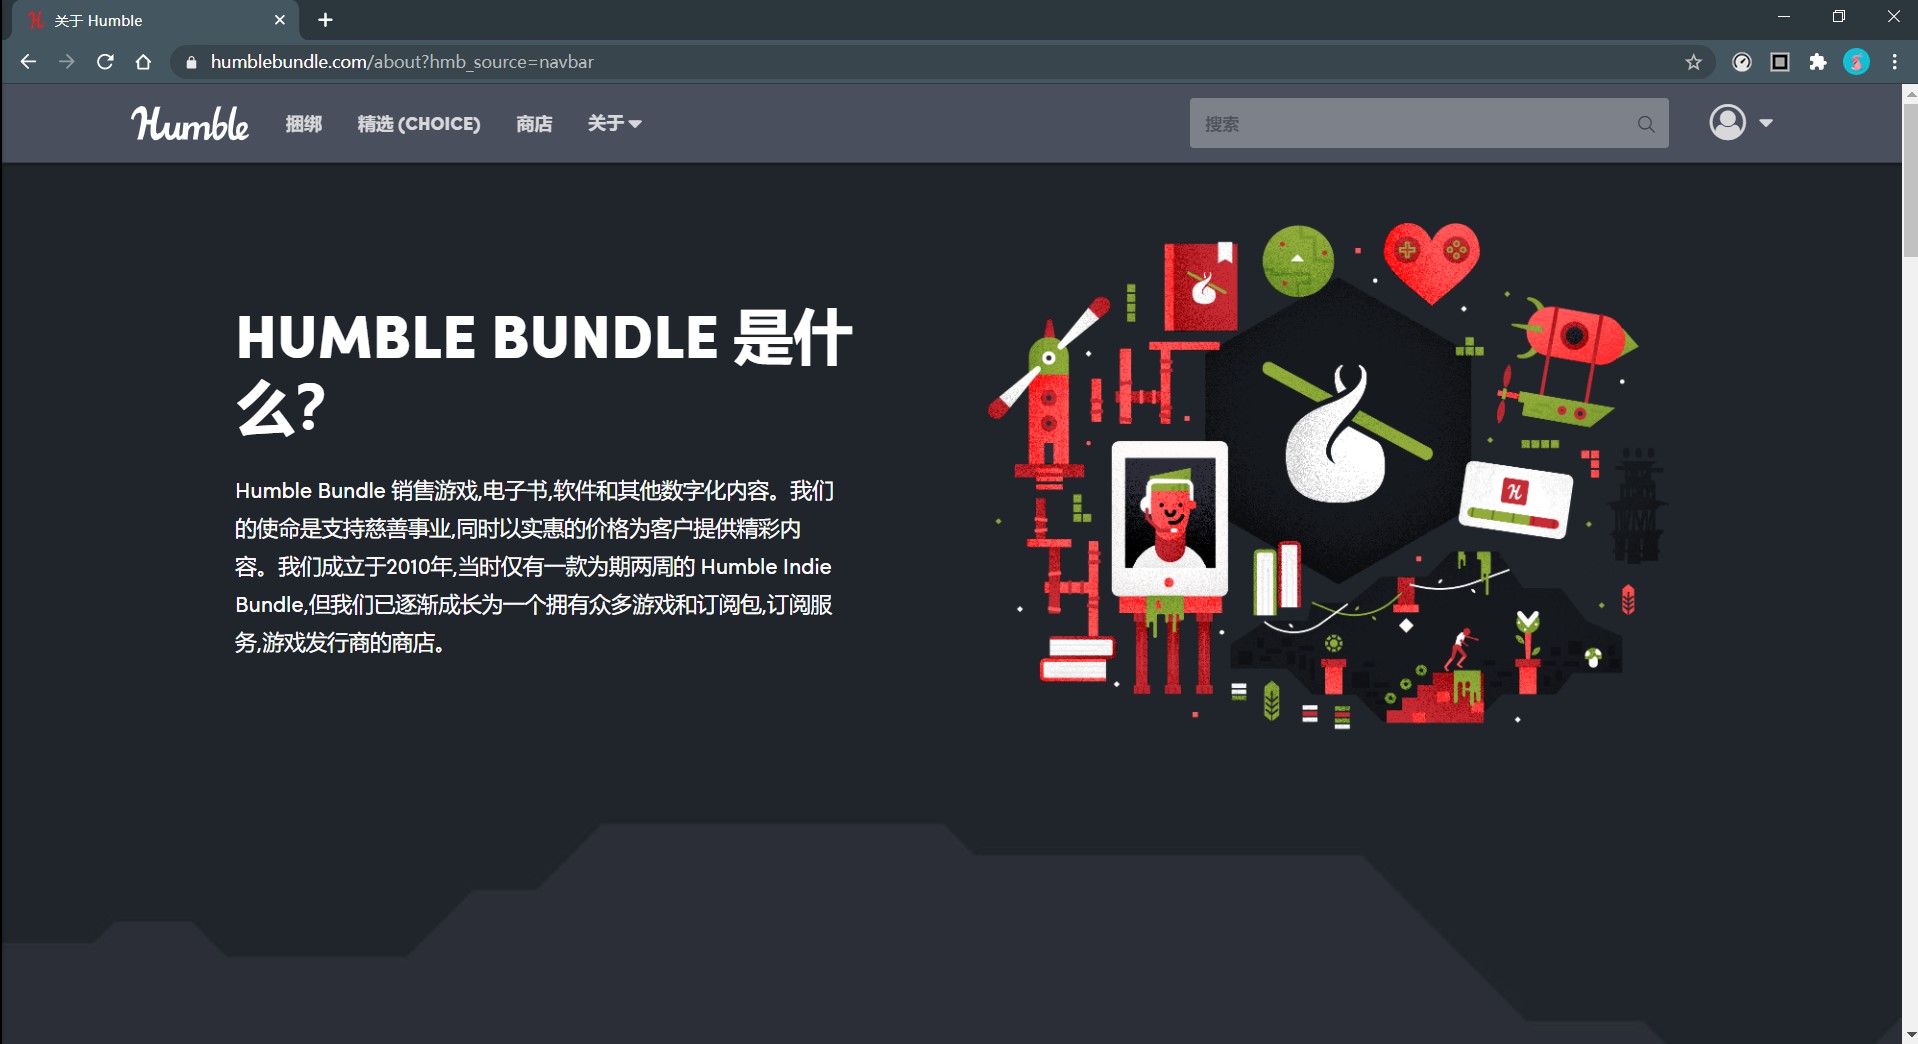 关于 Humble
humblebundle.com/about?hmb_source=navbar
Humble 捆绑 精选 (CHOICE) 商店 关于 搜索
HUMBLE BUNDLE 是什
么？
Humble Bundle 销售游戏,电子书,软件和其他数字化内容。我们
的使命是支持慈善事业,同时以实惠的价格为客户提供精彩内
容。我们成立于2010年,当时仅有一款为期两周的 Humble Indie
Bundle,但我们已逐渐成长为一个拥有众多游戏和订阅包,订阅服
务,游戏发行商的商店。